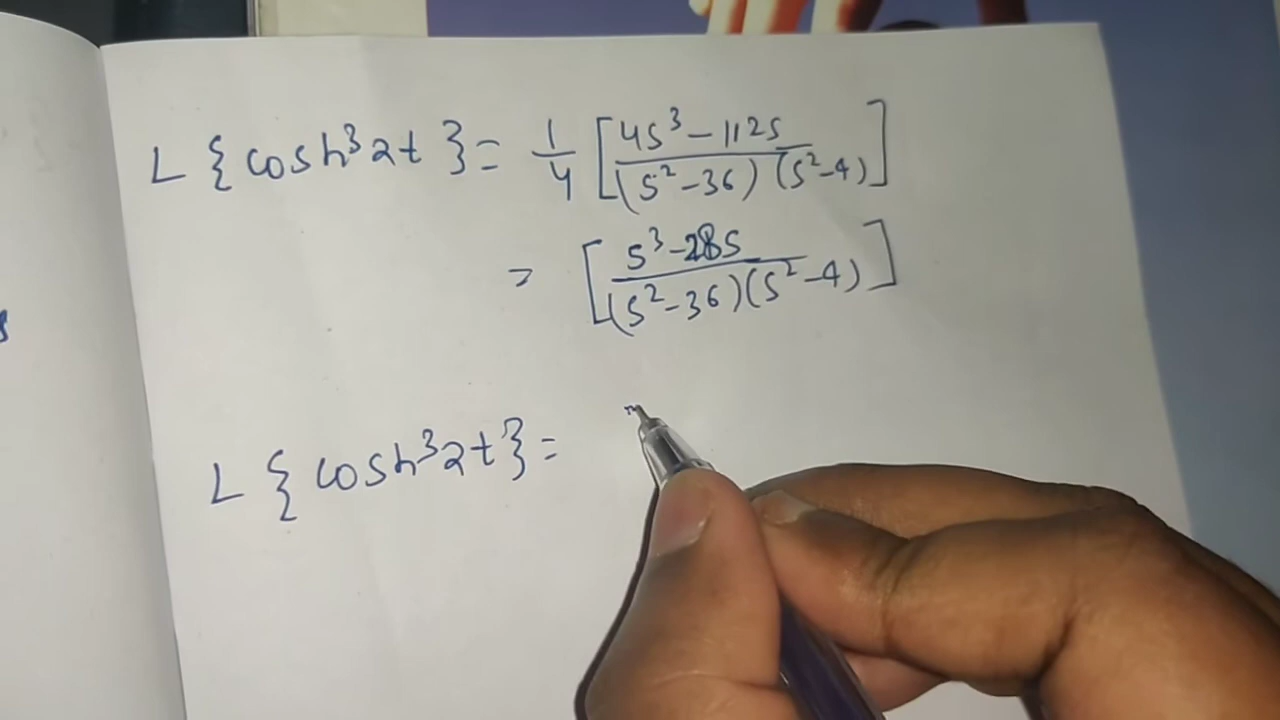 L{cosh³2t}= 1/4 [4s³-112s/(s²-36)(s²-4)]
= [s³-28s/(s²-36)(s²-4)]
L{cosh³2t}=